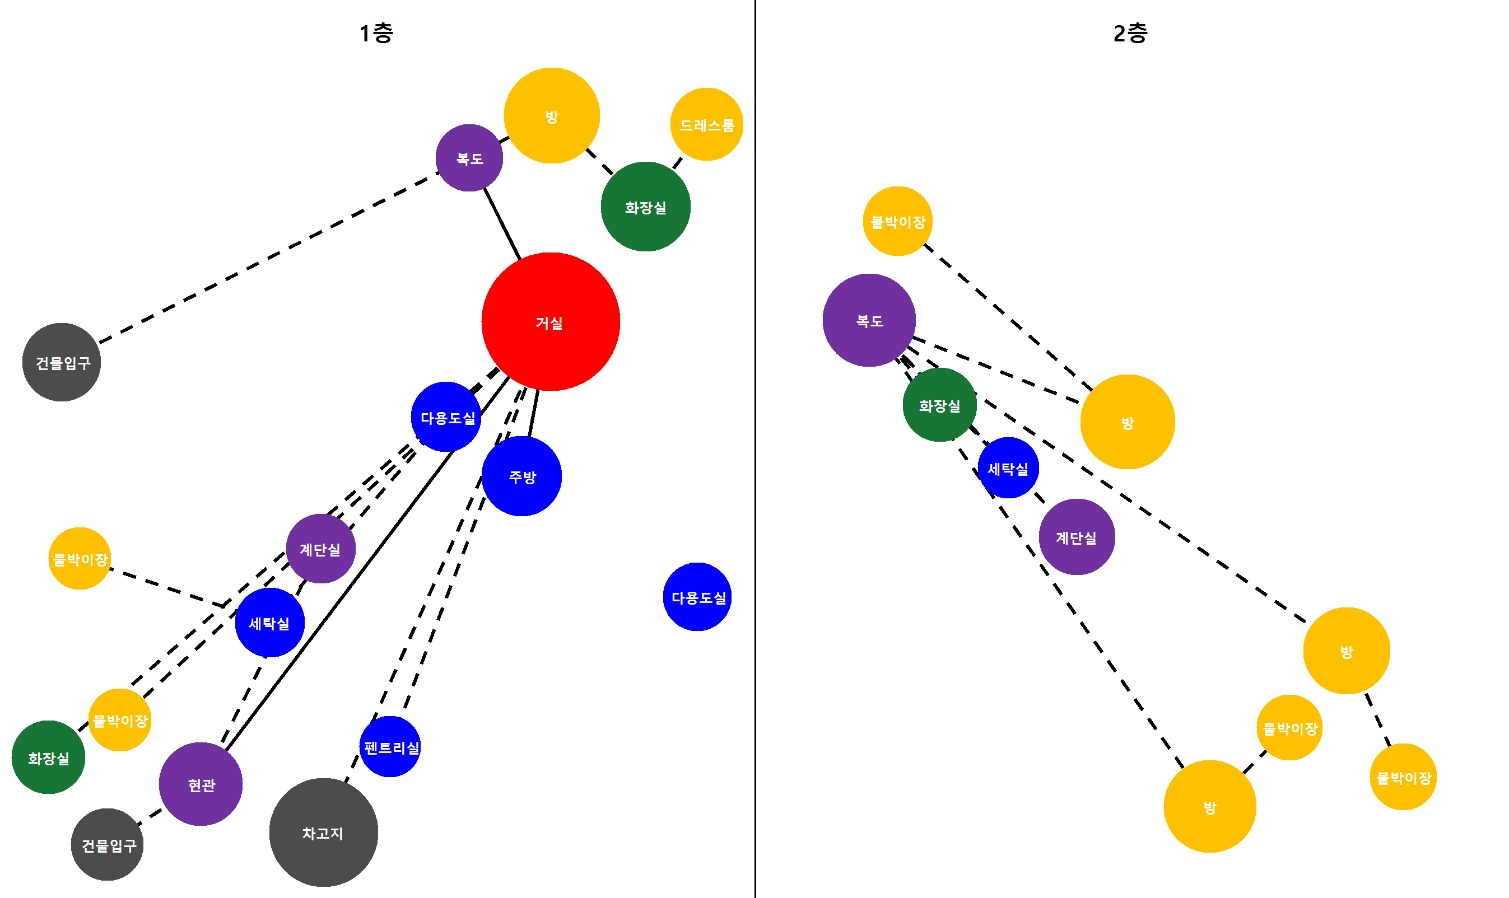 1층
방
드레스룸
복도
화장실
거실
건물입구
다용도실
주방
계단실
붙박이장
다용도실
세탁실
붙박이장
화장실
펜트리실
현관
차고지
건물입구
2층
붙박이장
복도
화장실
방
세탁실
계단실
방
붙박이장
붙박이장
방